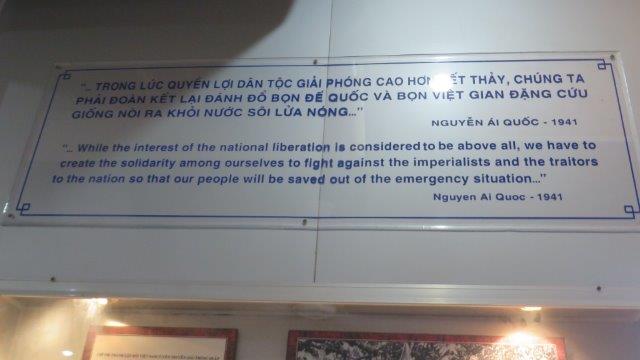 "... TRONG LÚC QUYỀN LỢI DÂN TỘC GIẢI PHÓNG CAO HƠN HẾT THẢY, CHÚNG TA
PHẢI ĐOÀN KẾT LẠI ĐÁNH ĐỔ BỌN ĐẾ QUỐC VÀ BỌN VIỆT GIAN ĐẶNG CỨU
GIỐNG NÒI RA KHỎI NƯỚC SÔI LỬA NÓNG..."
NGUYỄN ÁI QUỐC - 1941
"... While the interest of the national liberation is considered to be above all, we have to
create the solidarity among ourselves to fight against the imperialists and the traitors
to the nation so that our people will be saved out of the emergency situation..."
Nguyen Ai Quoc - 1941